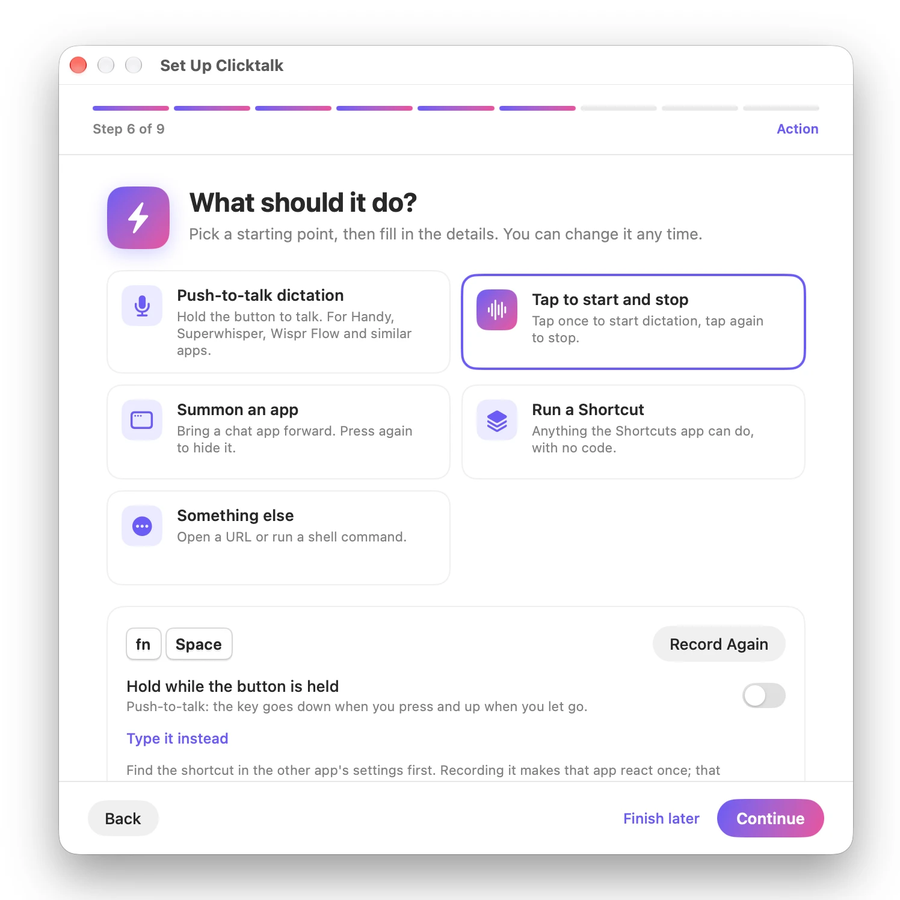 Set Up Clicktalk
Step 6 of 9
Action
What should it do?
Pick a starting point, then fill in the details. You can change it any time.
Push-to-talk dictation
Hold the button to talk. For Handy,
Superwhisper, Wispr Flow and similar
apps.
Tap to start and stop
Tap once to start dictation, tap again
to stop.
Summon an app
Bring a chat app forward. Press again
to hide it.
Run a Shortcut
Anything the Shortcuts app can do,
with no code.
Something else
Open a URL or run a shell command.
fn
Space
Record Again
Hold while the button is held
Push-to-talk: the key goes down when you press and up when you let go.
Type it instead
Find the shortcut in the other app's settings first. Recording it makes that app react once; that
Back
Finish later
Continue